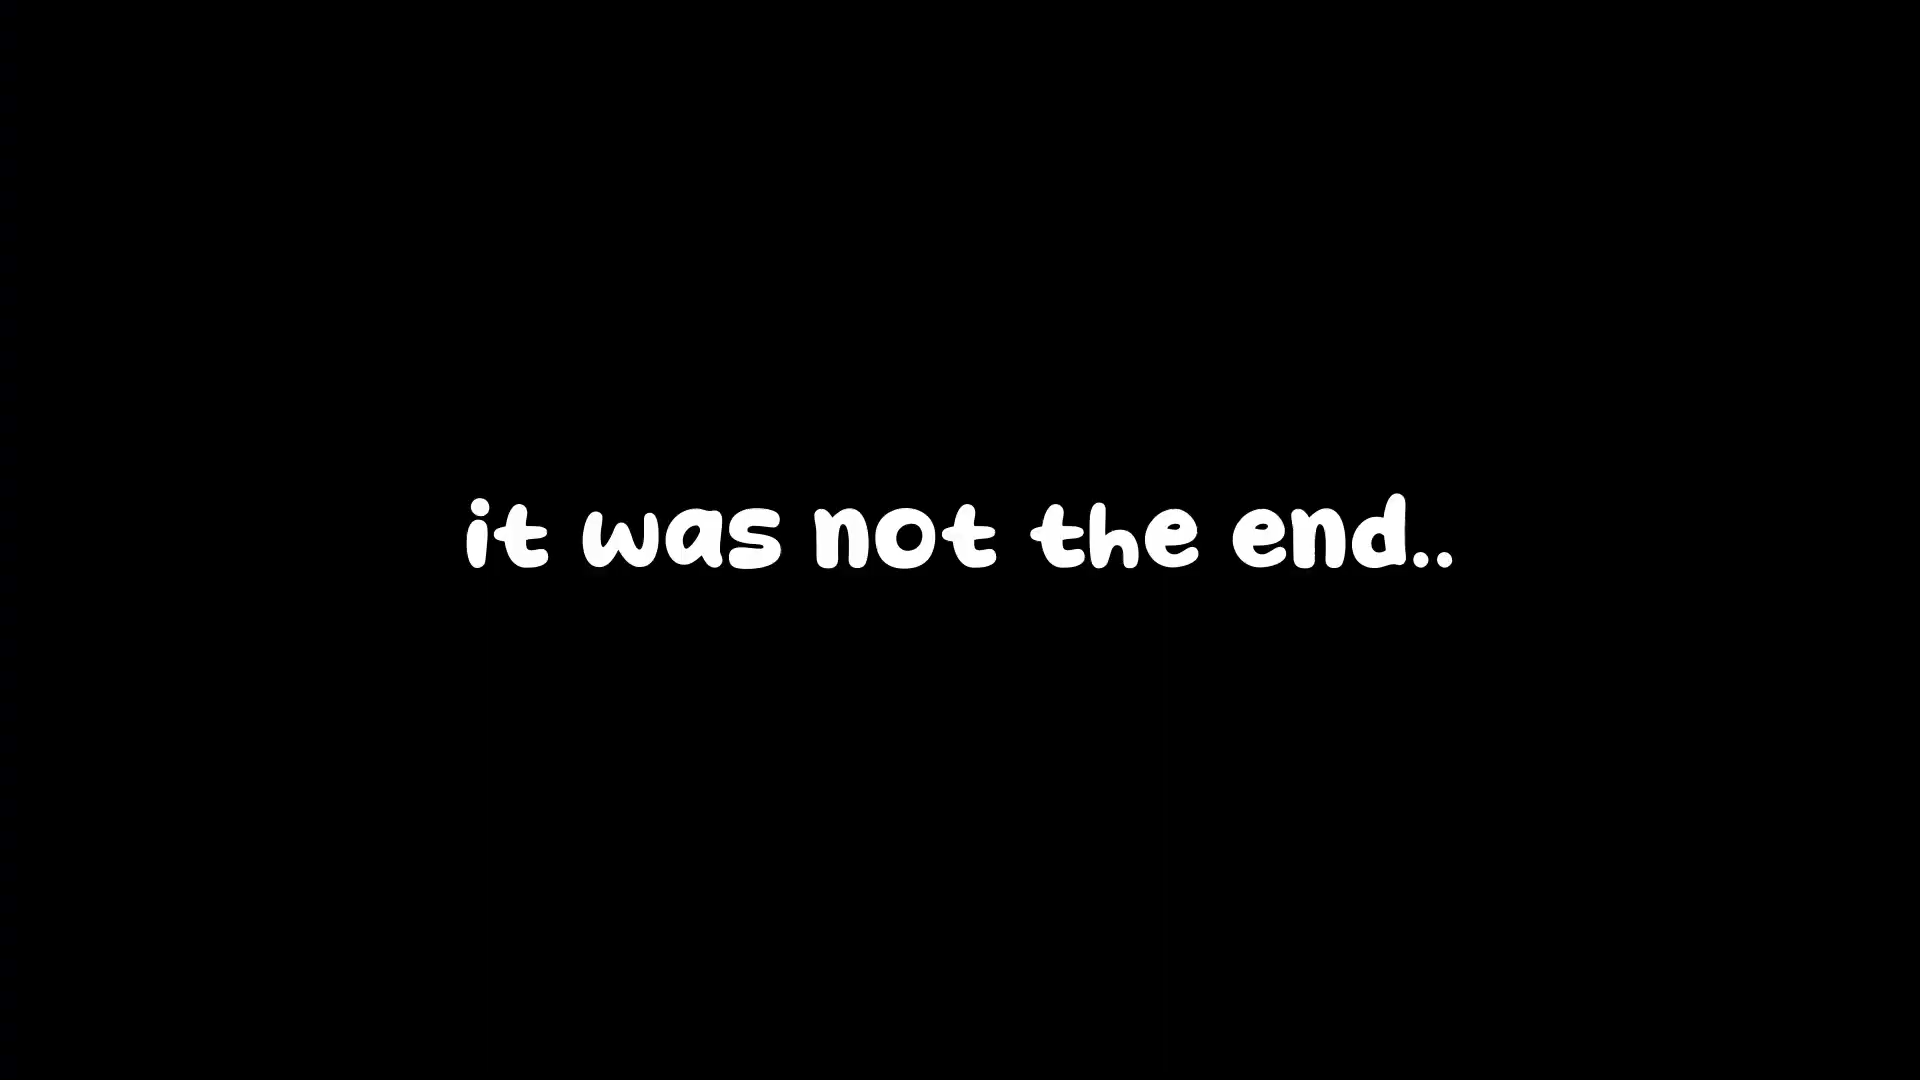 it was not the end..